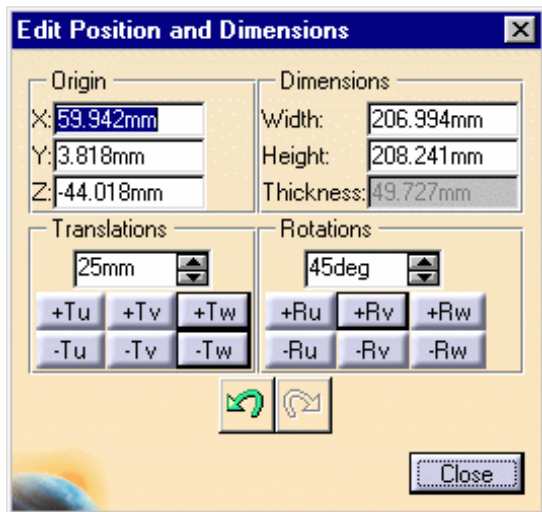 Edit Position and Dimensions
Origin
X: 59.942mm
Y: 3.818mm
Z: -44.018mm
Dimensions
Width: 206.994mm
Height: 208.241mm
Thickness: 49.727mm
Translations
25mm
+Tu +Tv +Tw
-Tu -Tv -Tw
Rotations
45deg
+Ru +Rv +Rw
-Ru -Rv -Rw
Close